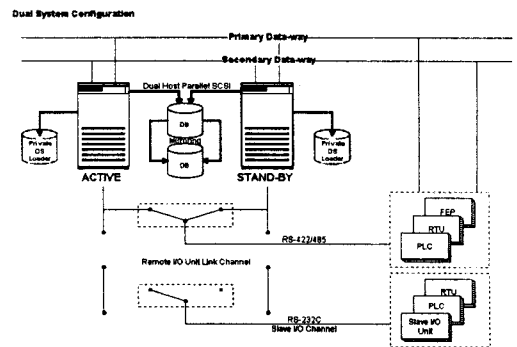 Dual System Configuration
Primary Data-way
Secondary Data-way
Dual Host Parallel SCSI
DB
Mirroring
DB
Private
OS
Loader
Private
OS
Loader
ACTIVE
STAND-BY
FEP
RTU
PLC
RS-422/485
Remote I/O Unit Link Channel
RTU
PLC
Slave I/O
Unit
RS-232C
Slave I/O Channel